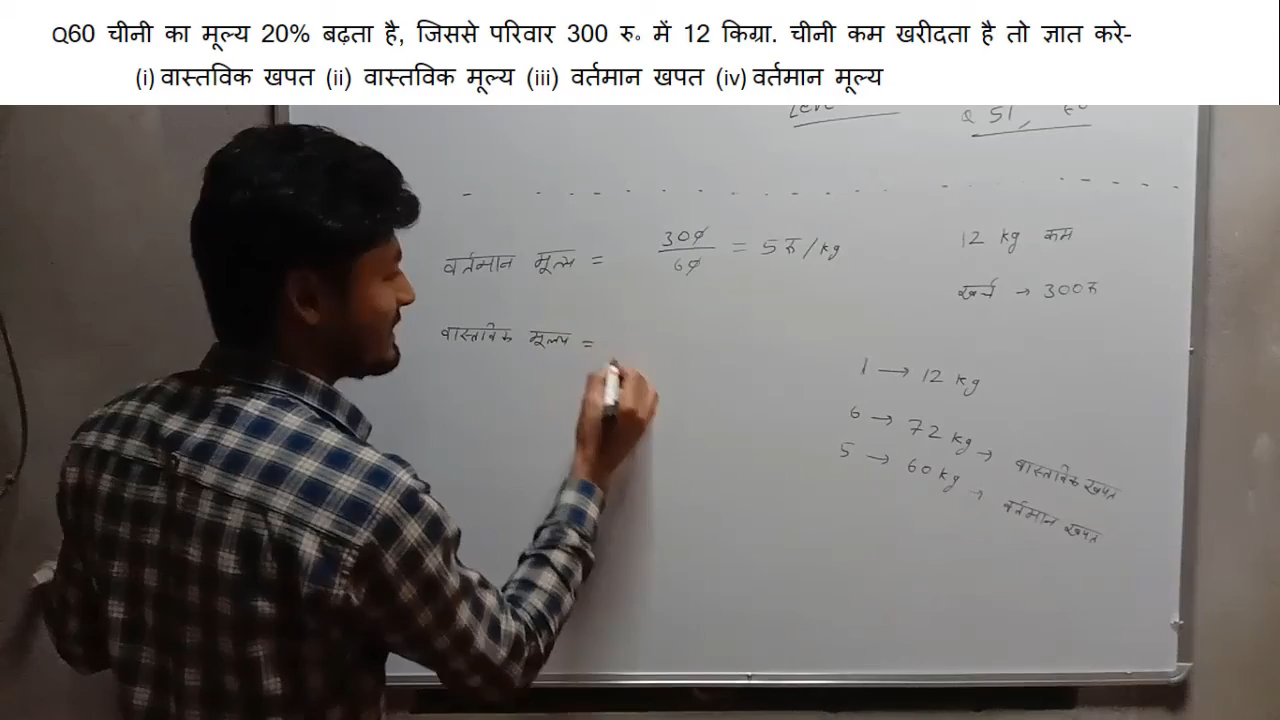 Q60 चीनी का मूल्य 20% बढ़ता है, जिससे परिवार 300 रु॰ में 12 किग्रा. चीनी कम खरीदता है तो ज्ञात करे-
(i) वास्तविक खपत (ii) वास्तविक मूल्य (iii) वर्तमान खपत (iv) वर्तमान मूल्य
Q 51,
वर्तमान मूल्य = 300/60 = 5 रु/kg
12 kg कम
खर्च → 300रु
वास्तविक मूल्य =
1 → 12 kg
6 → 72 kg → वास्तविक खपत
5 → 60 kg → वर्तमान खपत